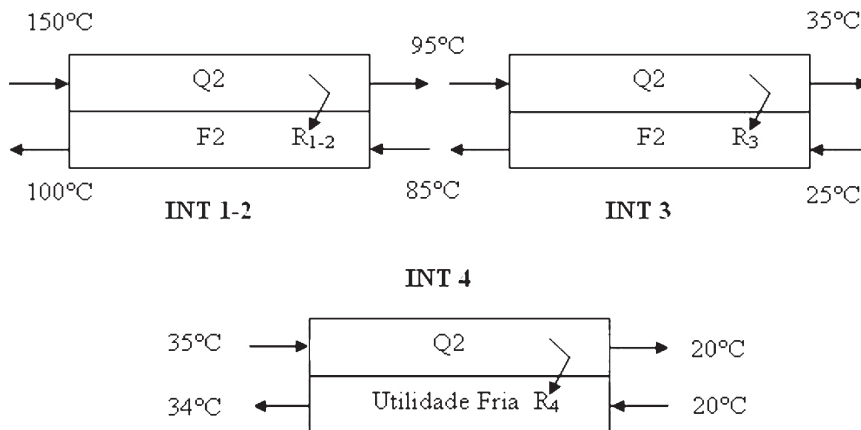 150°C
95°C
35°C
Q2
Q2
F2
R1-2
F2
R3
100°C
85°C
25°C
INT 1-2
INT 3
INT 4
35°C
Q2
20°C
34°C
Utilidade Fria R4
20°C